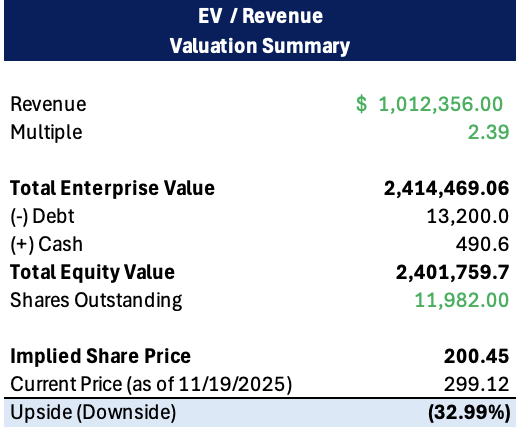 EV / Revenue
Valuation Summary
Revenue $ 1,012,356.00
Multiple 2.39
Total Enterprise Value 2,414,469.06
(-) Debt 13,200.0
(+) Cash 490.6
Total Equity Value 2,401,759.7
Shares Outstanding 11,982.00
Implied Share Price 200.45
Current Price (as of 11/19/2025) 299.12
Upside (Downside) (32.99%)